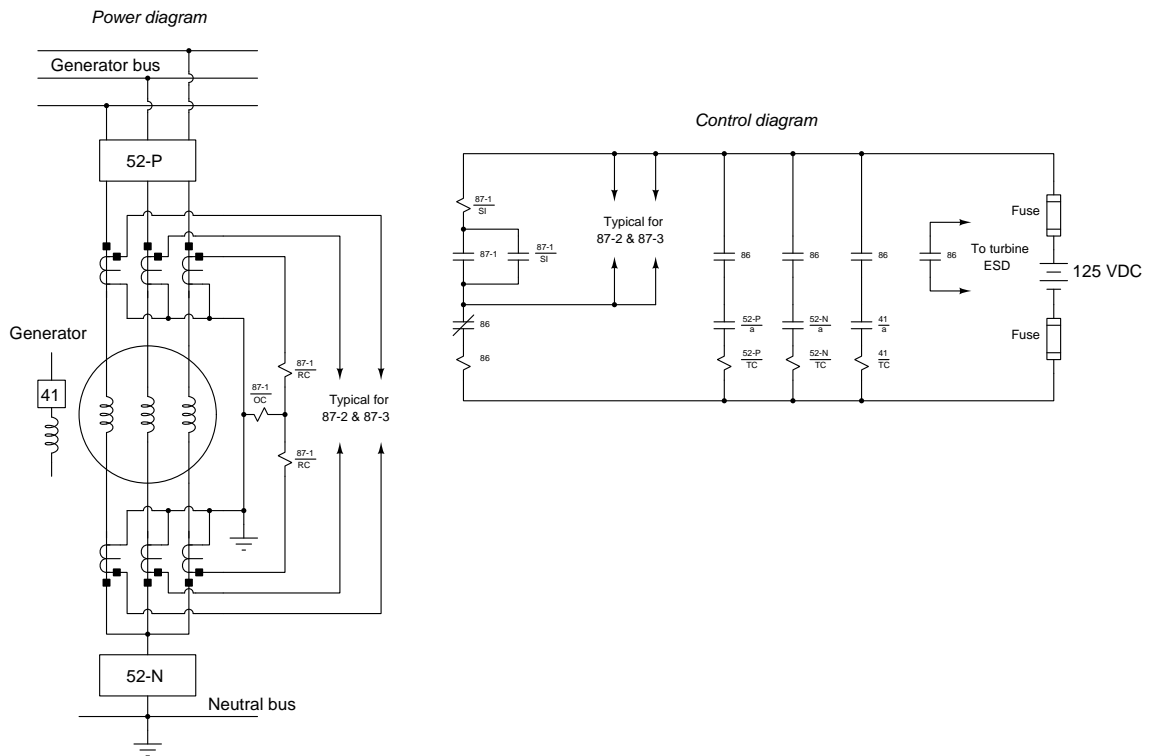 Power diagram
Generator bus
52-P
Generator
41
87-1
RC
87-1
OC
87-1
RC
Typical for
87-2 & 87-3
52-N
Neutral bus
Control diagram
87-1
SI
87-1
87-1
SI
86
86
Typical for
87-2 & 87-3
86
52-P
a
52-P
TC
86
52-N
a
52-N
TC
86
41
a
41
TC
86
To turbine
ESD
Fuse
125 VDC
Fuse